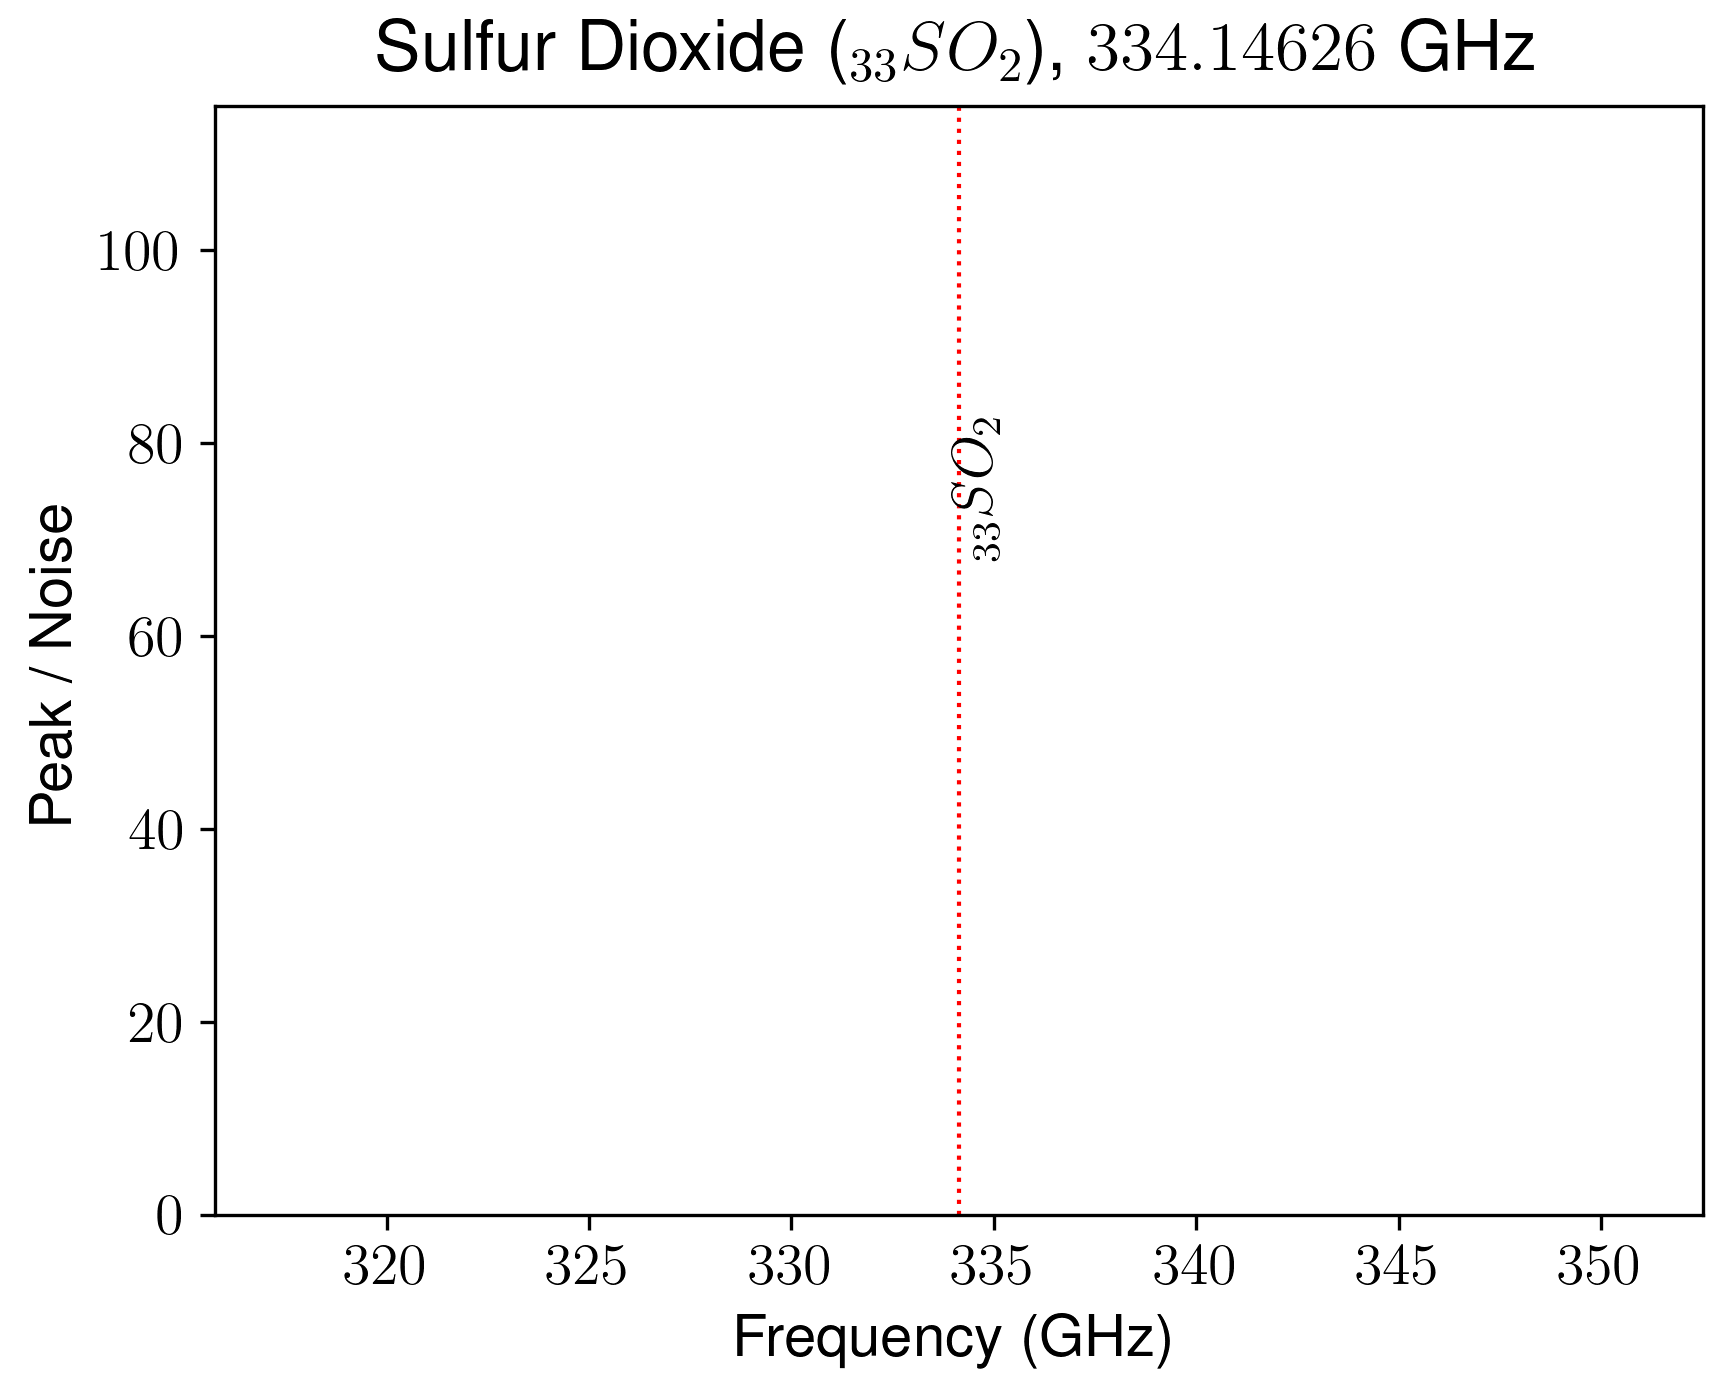 Sulfur Dioxide (₃₃SO₂), 334.14626 GHz
Peak / Noise
100
80
60
40
20
0
₃₃SO₂
320 325 330 335 340 345 350
Frequency (GHz)